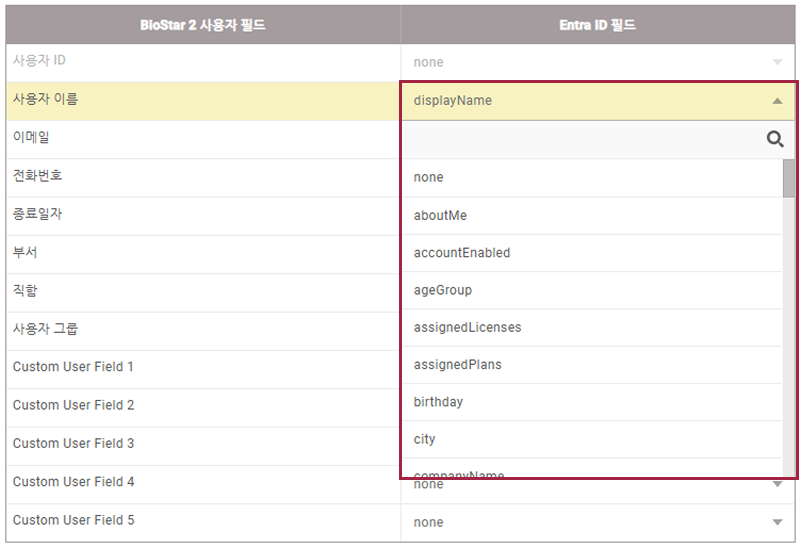 BioStar 2 사용자 필드 Entra ID 필드
사용자 ID none
사용자 이름 displayName
이메일
전화번호 none
종료일자 aboutMe
부서 accountEnabled
직함 ageGroup
사용자 그룹 assignedLicenses
Custom User Field 1 assignedPlans
Custom User Field 2 birthday
Custom User Field 3 city
companyName
Custom User Field 4 none
Custom User Field 5 none